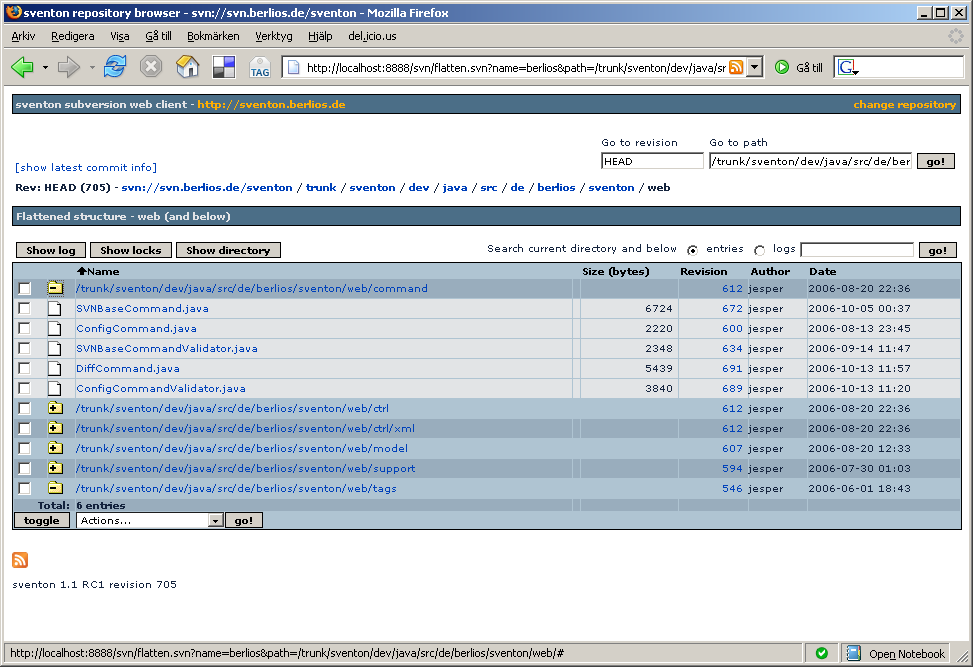 sventon repository browser - svn://svn.berlios.de/sventon - Mozilla Firefox
Arkiv Redigera Visa Gå till Bokmärken Verktyg Hjälp del.icio.us
TAG http://localhost:8888/svn/flatten.svn?name=berlios&path=/trunk/sventon/dev/java/sr Gå till G
sventon subversion web client - http://sventon.berlios.de change repository
Go to revision Go to path
[show latest commit info] HEAD /trunk/sventon/dev/java/src/de/ber go!
Rev: HEAD (705) - svn://svn.berlios.de/sventon / trunk / sventon / dev / java / src / de / berlios / sventon / web
Flattened structure - web (and below)
Show log Show locks Show directory Search current directory and below entries logs go!
Name Size (bytes) Revision Author Date
/trunk/sventon/dev/java/src/de/berlios/sventon/web/command 612 jesper 2006-08-20 22:36
SVNBaseCommand.java 6724 672 jesper 2006-10-05 00:37
ConfigCommand.java 2220 600 jesper 2006-08-13 23:45
SVNBaseCommandValidator.java 2348 634 jesper 2006-09-14 11:47
DiffCommand.java 5439 691 jesper 2006-10-13 11:57
ConfigCommandValidator.java 3840 689 jesper 2006-10-13 11:20
/trunk/sventon/dev/java/src/de/berlios/sventon/web/ctrl 612 jesper 2006-08-20 22:36
/trunk/sventon/dev/java/src/de/berlios/sventon/web/ctrl/xml 612 jesper 2006-08-20 22:36
/trunk/sventon/dev/java/src/de/berlios/sventon/web/model 607 jesper 2006-08-20 12:33
/trunk/sventon/dev/java/src/de/berlios/sventon/web/support 594 jesper 2006-07-30 01:03
/trunk/sventon/dev/java/src/de/berlios/sventon/web/tags 546 jesper 2006-06-01 18:43
Total: 6 entries
toggle Actions... go!
sventon 1.1 RC1 revision 705
http://localhost:8888/svn/flatten.svn?name=berlios&path=/trunk/sventon/dev/java/src/de/berlios/sventon/web/# Open Notebook